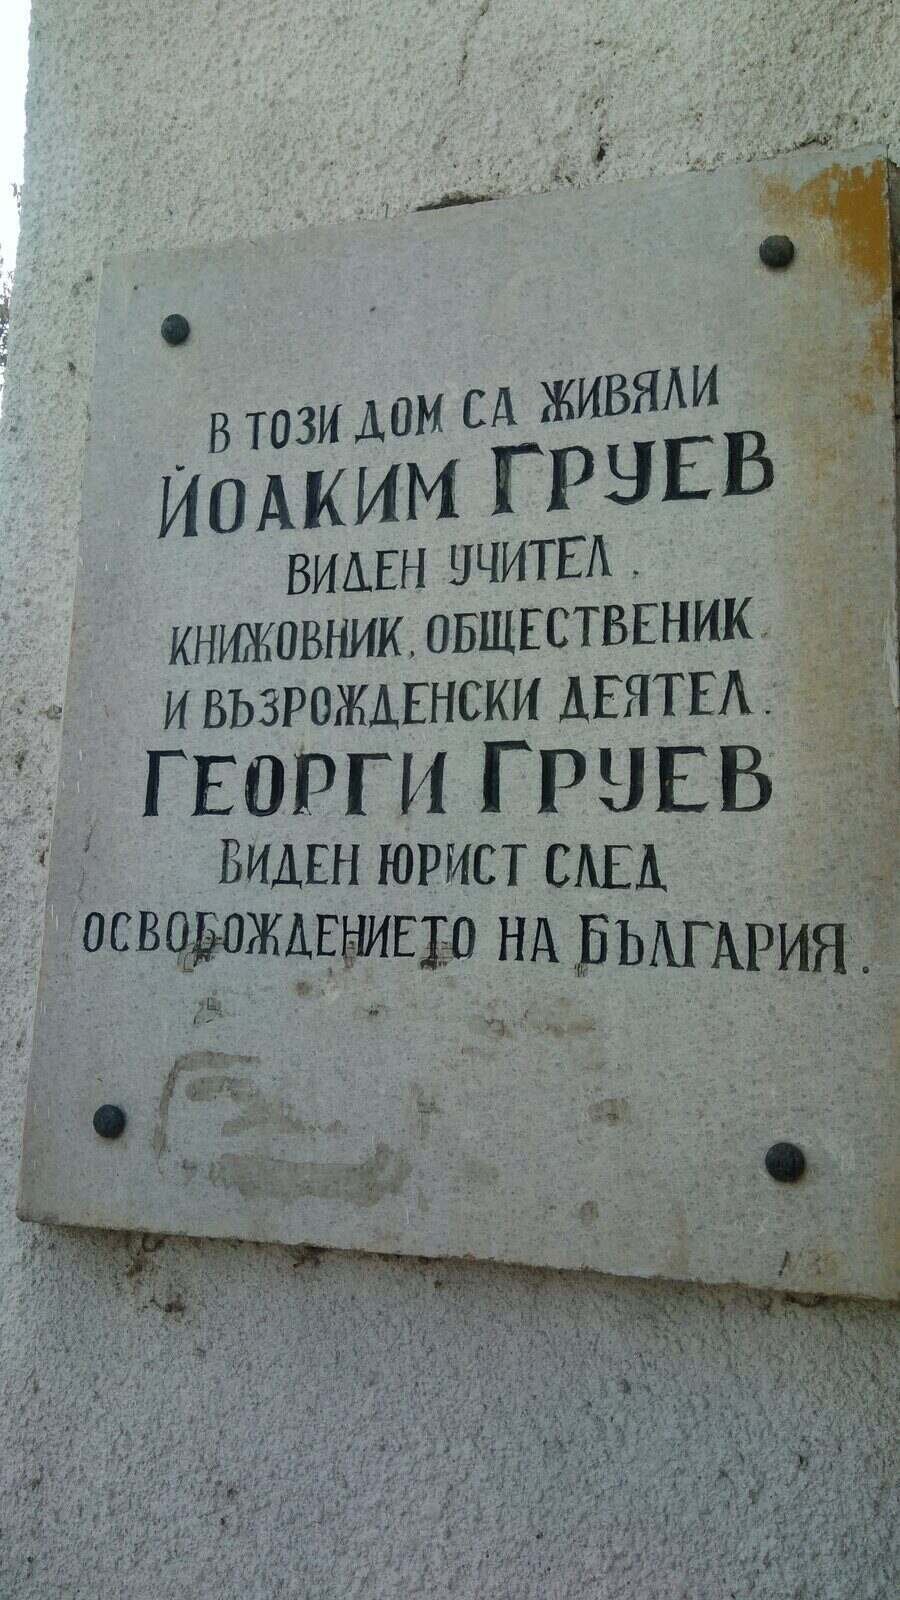 В ТОЗИ ДОМ СА ЖИВЯЛИ
ЙОАКИМ ГРУЕВ
ВИДЕН УЧИТЕЛ.
КНИЖОВНИК, ОБЩЕСТВЕНИК
И ВЪЗРОЖДЕНСКИ ДЕЯТЕЛ.
ГЕОРГИ ГРУЕВ
ВИДЕН ЮРИСТ СЛЕД
ОСВОБОЖДЕНИЕТО НА БЪЛГАРИЯ.